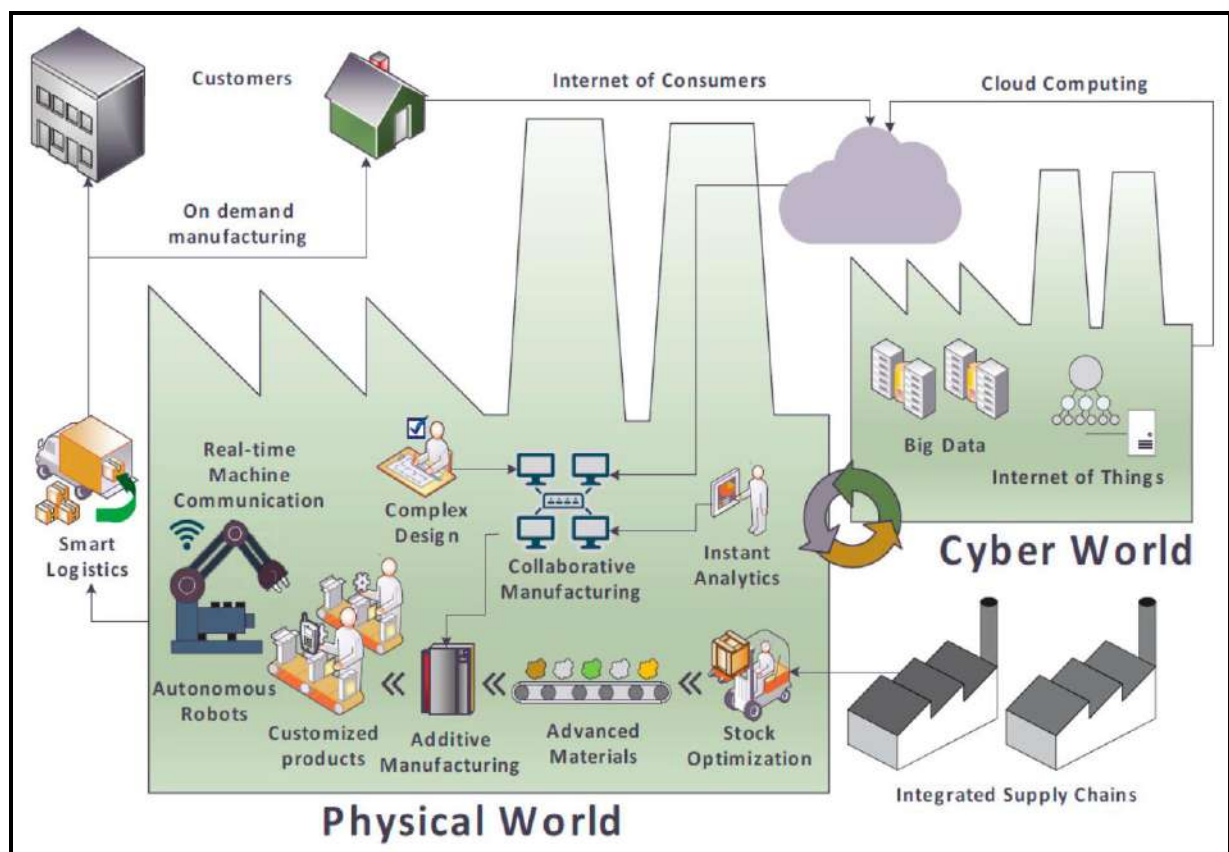 Customers
Internet of Consumers
Cloud Computing
On demand
manufacturing
Real-time
Machine
Communication
Complex
Design
Collaborative
Manufacturing
Instant
Analytics
Big Data
Internet of Things
Cyber World
Smart
Logistics
Autonomous
Robots
Customized
products
Additive
Manufacturing
Advanced
Materials
Stock
Optimization
Integrated Supply Chains
Physical World